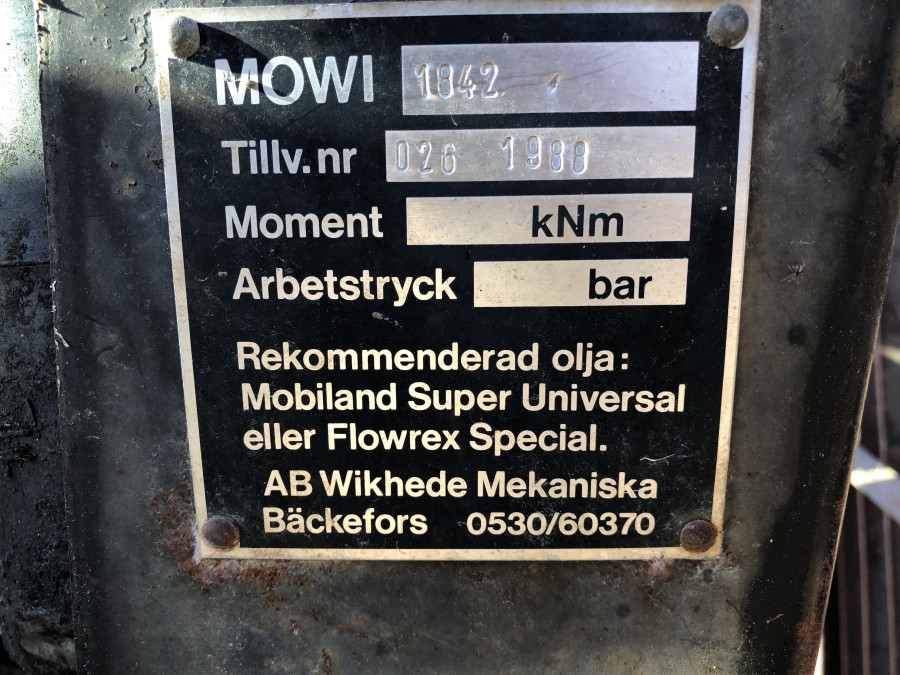 MOWI 1842
Tillv.nr 026 1988
Moment kNm
Arbetstryck bar
Rekommenderad olja:
Mobiland Super Universal
eller Flowrex Special.
AB Wikhede Mekaniska
Bäckefors 0530/60370